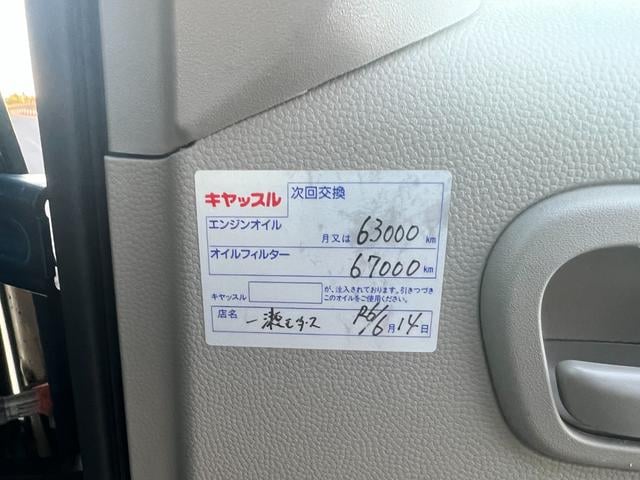 キャッスル 次回交換
エンジンオイル 月又は 63000 km
オイルフィルター 67000 km
キャッスル が、注入されております。引きつづき
このオイルをご使用ください。
店名 一瀬モータース R6/6月14日